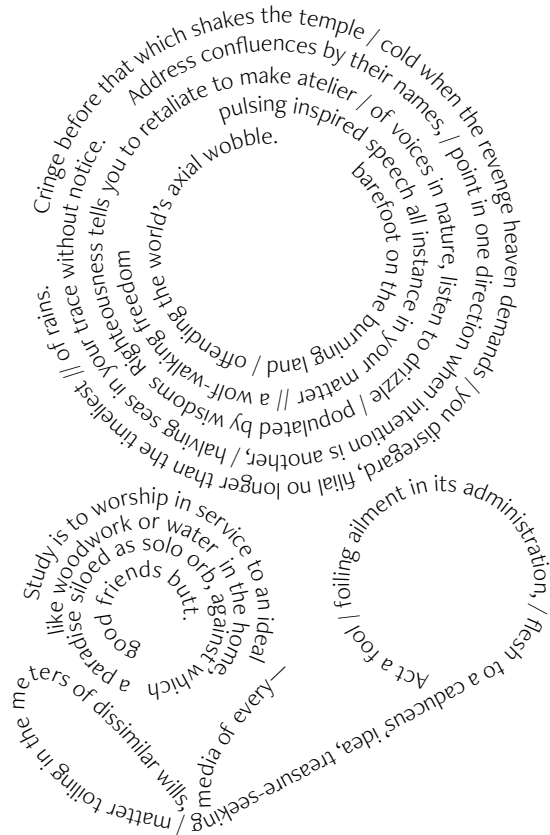 Cringe before that which shakes the temple / cold when the revenge heaven demands / you disregard, filial no longer than the timeliest // of rains.
Address confluences by their names, / point in one direction when intention is another, / halving seas in your trace without notice.
Righteousness tells you to retaliate to make atelier / of voices in nature, listen to drizzle / populated by wisdoms
pulsing inspired speech all instance in your matter // a wolf-walking freedom
barefoot on the burning land / offending the world's axial wobble.
Study is to worship in service to an ideal
like woodwork or water in the home,
a paradise siloed as solo orb, against which
good friends butt.
Act a fool / foiling ailment in its administration, / flesh to a caduceus' idea, treasure-seeking / matter toiling in the meters of dissimilar wills,
media of every—